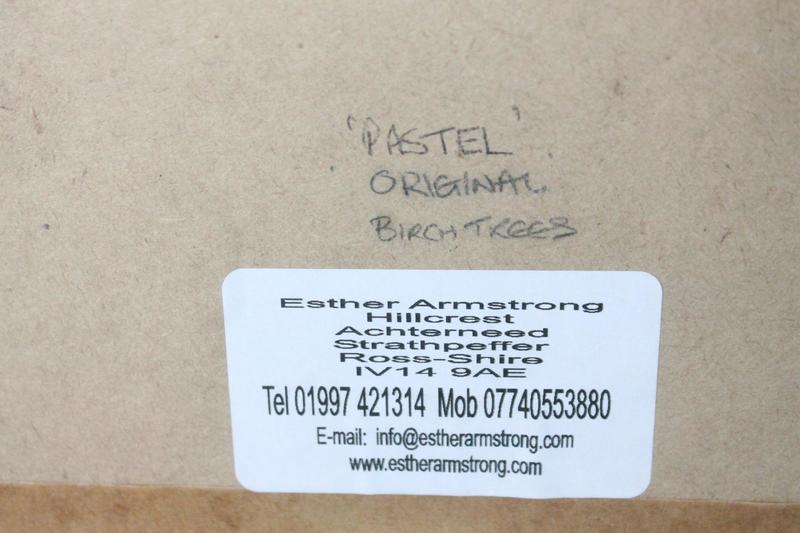 'PASTEL'.
ORIGINAL.
BIRCH TREES
Esther Armstrong
Hillcrest
Achterneed
Strathpeffer
Ross-Shire
IV14 9AE
Tel 01997 421314 Mob 07740553880
E-mail: info@estherarmstrong.com
www.estherarmstrong.com